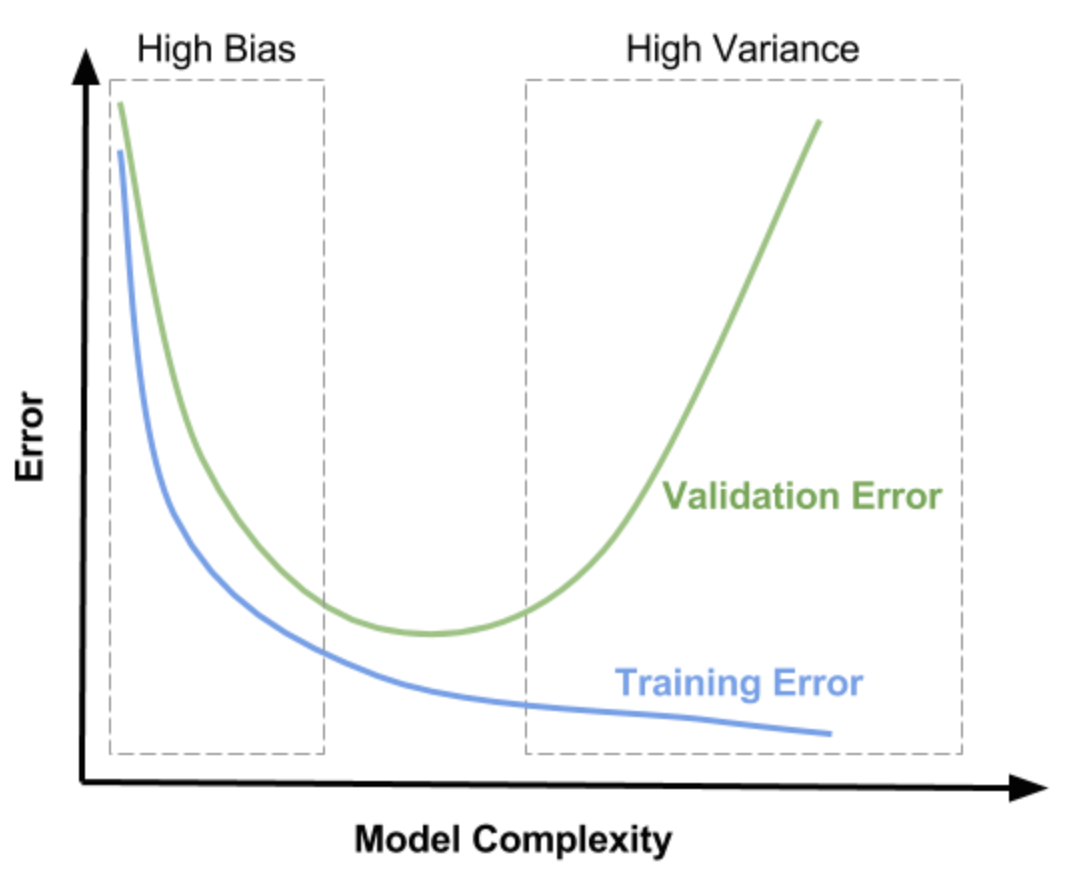 High Bias
High Variance
Error
Validation Error
Training Error
Model Complexity